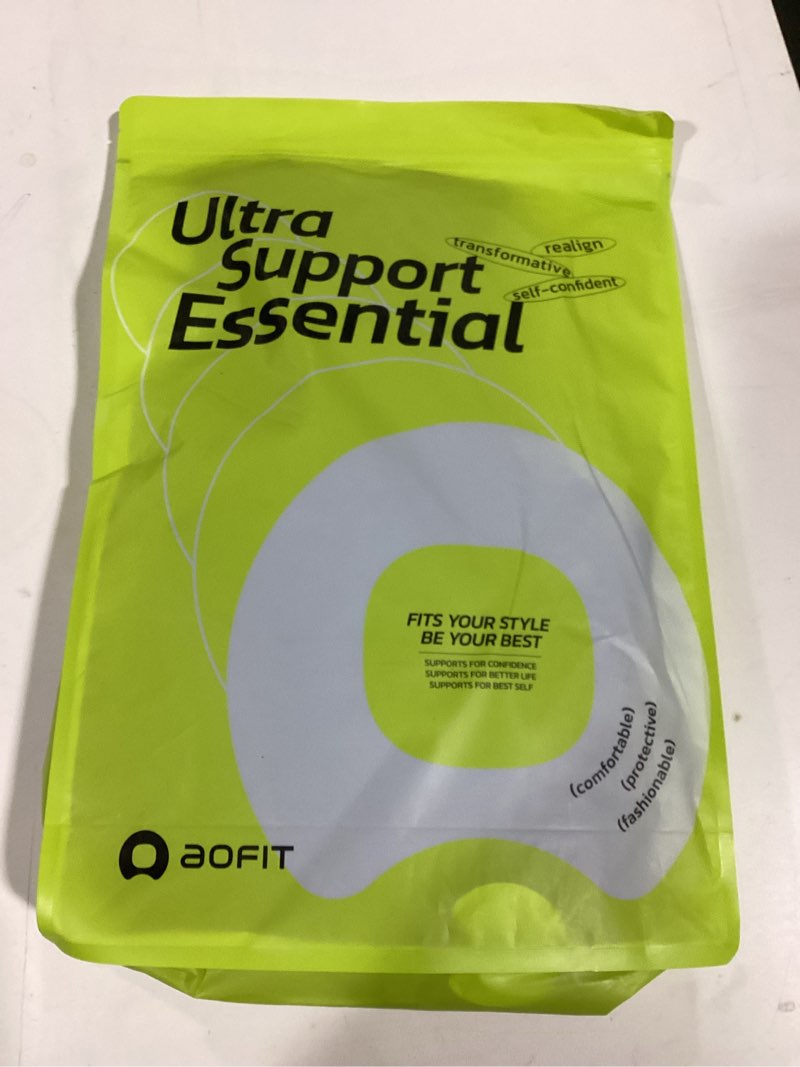 Ultra
Support
Essential
realign
transformative
self-confident
FITS YOUR STYLE
BE YOUR BEST
SUPPORTS FOR CONFIDENCE
SUPPORTS FOR BETTER LIFE
SUPPORTS FOR BEST SELF
(comfortable)
(protective)
(fashionable)
aOFIT